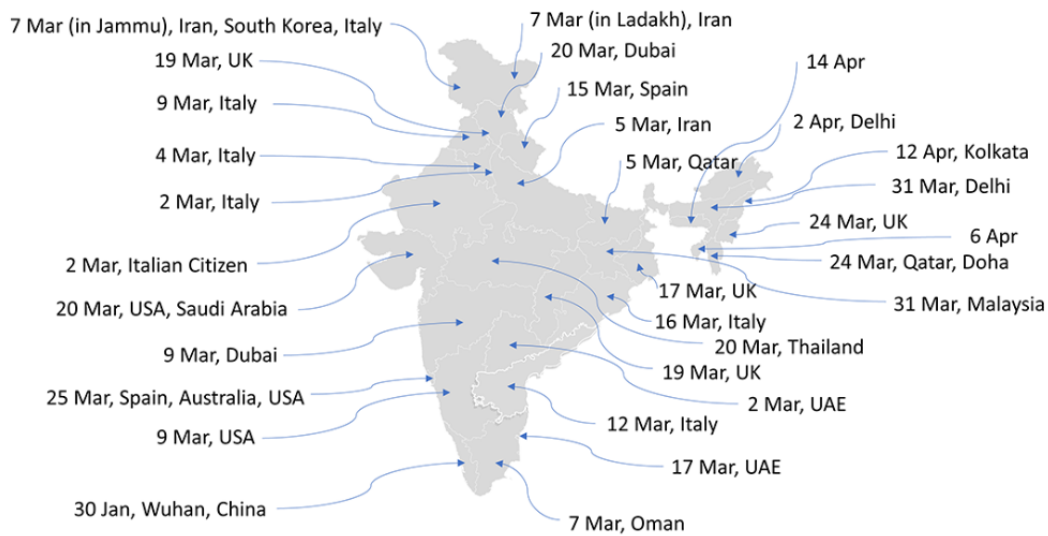 7 Mar (in Jammu), Iran, South Korea, Italy
7 Mar (in Ladakh), Iran
20 Mar, Dubai
19 Mar, UK
14 Apr
15 Mar, Spain
9 Mar, Italy
5 Mar, Iran
2 Apr, Delhi
4 Mar, Italy
5 Mar, Qatar
12 Apr, Kolkata
31 Mar, Delhi
2 Mar, Italy
24 Mar, UK
6 Apr
2 Mar, Italian Citizen
24 Mar, Qatar, Doha
17 Mar, UK
31 Mar, Malaysia
20 Mar, USA, Saudi Arabia
16 Mar, Italy
20 Mar, Thailand
9 Mar, Dubai
19 Mar, UK
25 Mar, Spain, Australia, USA
2 Mar, UAE
12 Mar, Italy
9 Mar, USA
17 Mar, UAE
30 Jan, Wuhan, China
7 Mar, Oman